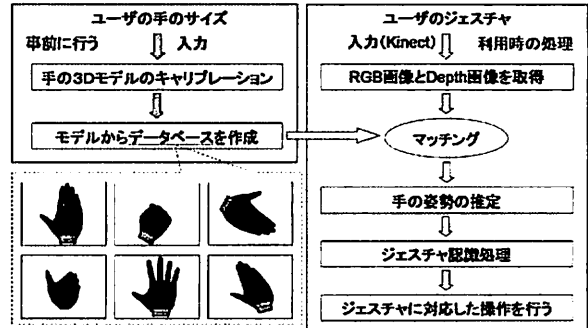 ユーザの手のサイズ
事前に行う 入力
手の3Dモデルのキャリブレーション
モデルからデータベースを作成
ユーザのジェスチャ
入力(Kinect) 利用時の処理
RGB画像とDepth画像を取得
マッチング
手の姿勢の推定
ジェスチャ認識処理
ジェスチャに対応した操作を行う